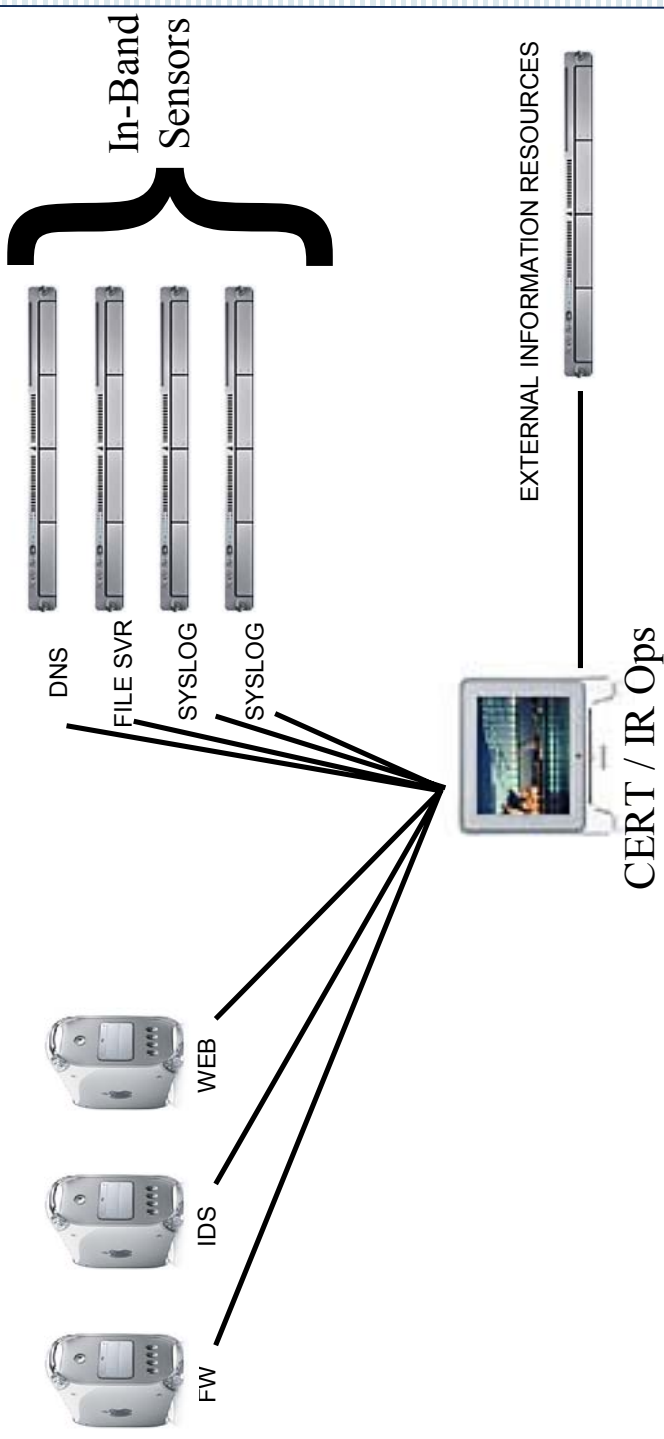 In-Band
Sensors
DNS
FILE SVR
SYSLOG
SYSLOG
WEB
IDS
FW
EXTERNAL INFORMATION RESOURCES
CERT / IR Ops